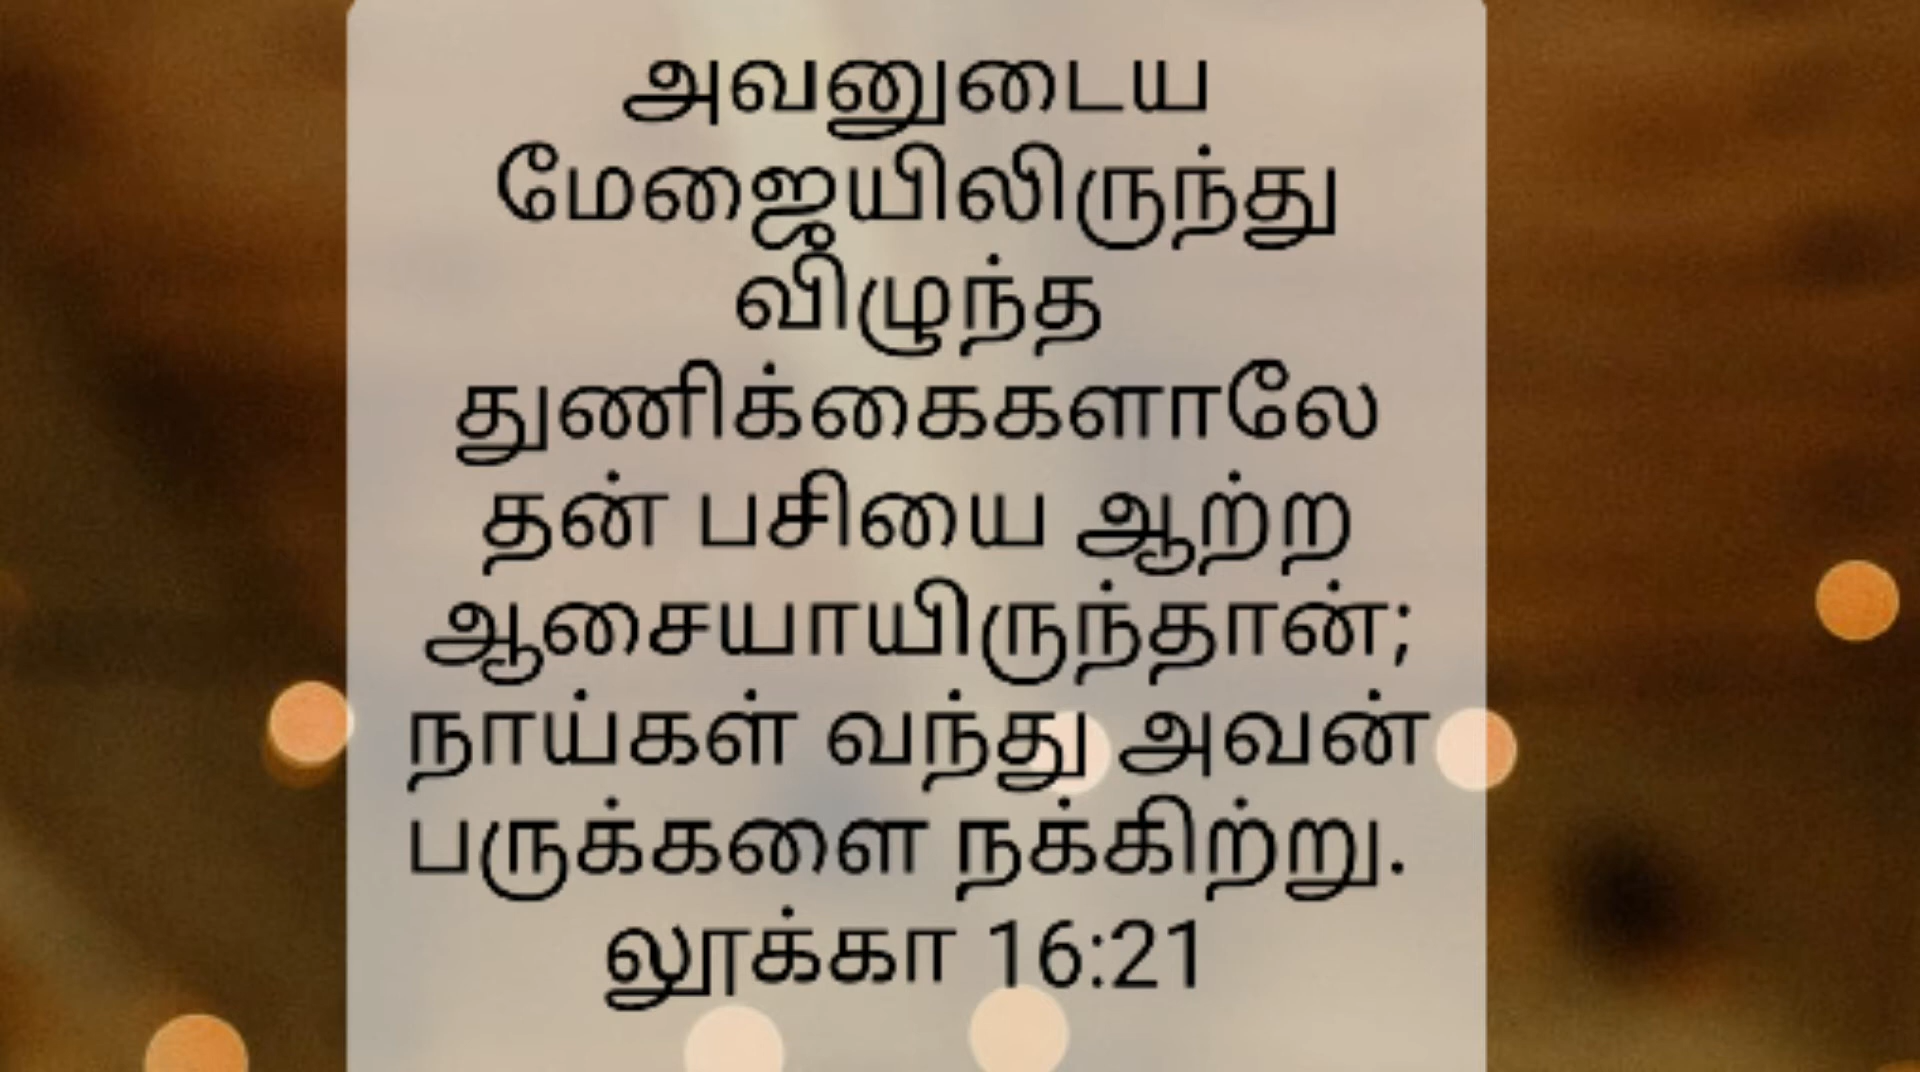 அவனுடைய
மேஜையிலிருந்து
விழுந்த
துணிக்கைகளாலே
தன் பசியை ஆற்ற
ஆசையாயிருந்தான்;
நாய்கள் வந்து அவன்
பருக்களை நக்கிற்று.
லூக்கா 16:21